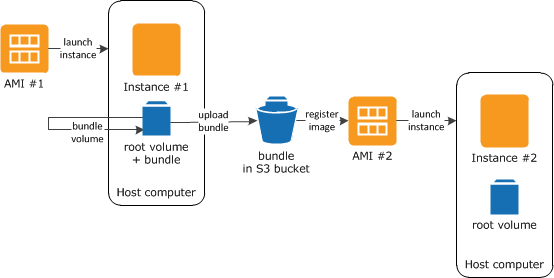 launch
instance
AMI #1
Instance #1
bundle
volume
root volume
+ bundle
Host computer
upload
bundle
bundle
in S3 bucket
register
image
AMI #2
launch
instance
Instance #2
root volume
Host computer